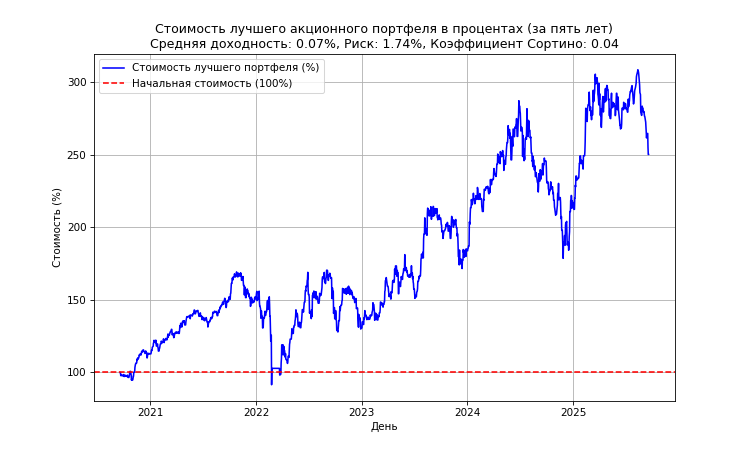 Стоимость лучшего акционного портфеля в процентах (за пять лет)
Средняя доходность: 0.07%, Риск: 1.74%, Коэффициент Сортино: 0.04
Стоимость лучшего портфеля (%)
Начальная стоимость (100%)
Стоимость (%)
300
250
200
150
100
2021 2022 2023 2024 2025
День